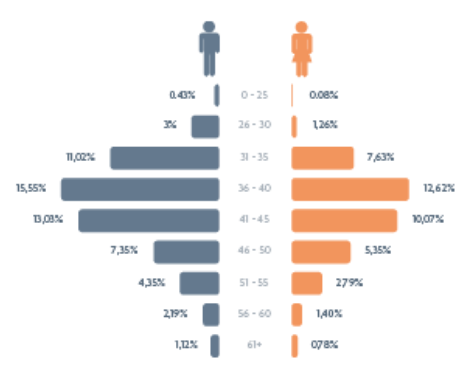 0.43% 0 - 25 0.08%
3% 26 - 30 1,26%
11,02% 31 - 35 7,63%
15,55% 36 - 40 12,62%
13,03% 41 - 45 10,07%
7,35% 46 - 50 5,35%
4,35% 51 - 55 2,79%
2,19% 56 - 60 1,40%
1,12% 61+ 0,78%